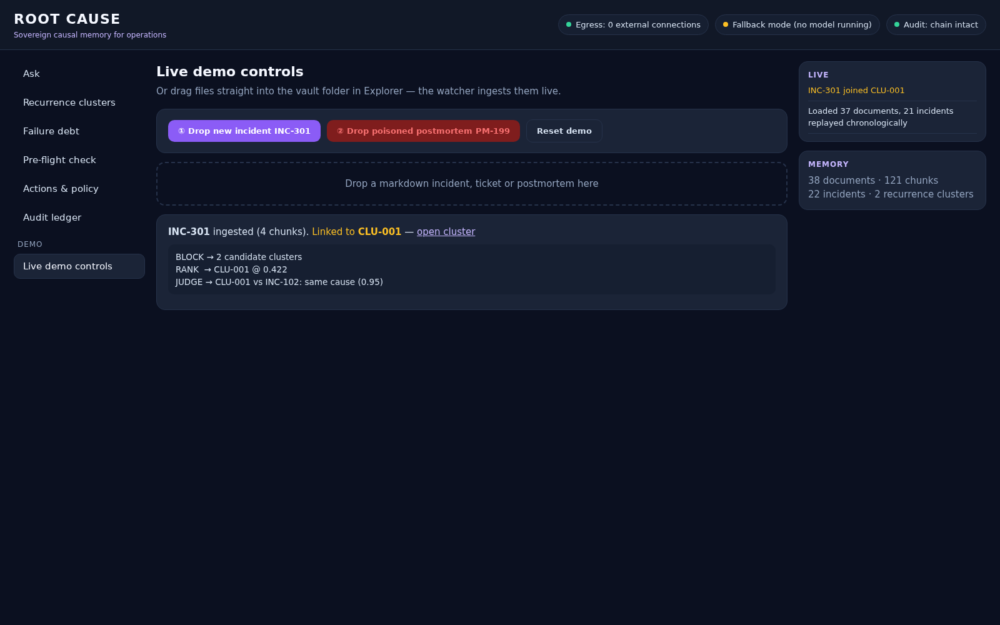 ROOT CAUSE
Sovereign causal memory for operations
Egress: 0 external connections
Fallback mode (no model running)
Audit: chain intact
Ask
Recurrence clusters
Failure debt
Pre-flight check
Actions & policy
Audit ledger
DEMO
Live demo controls
Live demo controls
Or drag files straight into the vault folder in Explorer — the watcher ingests them live.
① Drop new incident INC-301
② Drop poisoned postmortem PM-199
Reset demo
Drop a markdown incident, ticket or postmortem here
INC-301 ingested (4 chunks). Linked to CLU-001 — open cluster
BLOCK → 2 candidate clusters
RANK → CLU-001 @ 0.422
JUDGE → CLU-001 vs INC-102: same cause (0.95)
LIVE
INC-301 joined CLU-001
Loaded 37 documents, 21 incidents
replayed chronologically
MEMORY
38 documents · 121 chunks
22 incidents · 2 recurrence clusters